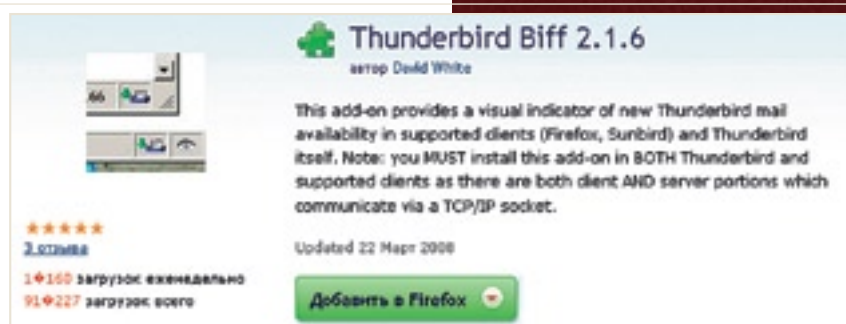 Thunderbird Biff 2.1.6
автор David White
This add-on provides a visual indicator of new Thunderbird mail
availability in supported clients (Firefox, Sunbird) and Thunderbird
itself. Note: you MUST install this add-on in BOTH Thunderbird and
supported clients as there are both client AND server portions which
communicate via a TCP/IP socket.
Updated 22 Март 2008
Добавить в Firefox
.66
3 отзыва
1�160 загрузок еженедельно
91�227 загрузок всего